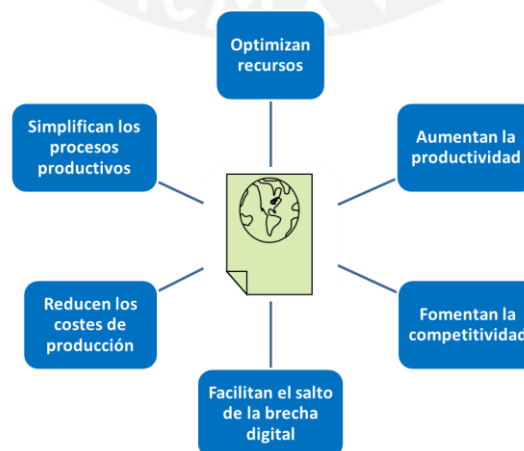 Optimizan
recursos
Simplifican los
procesos
productivos
Aumentan la
productividad
Reducen los
costes de
producción
Fomentan la
competitividad
Facilitan el salto
de la brecha
digital